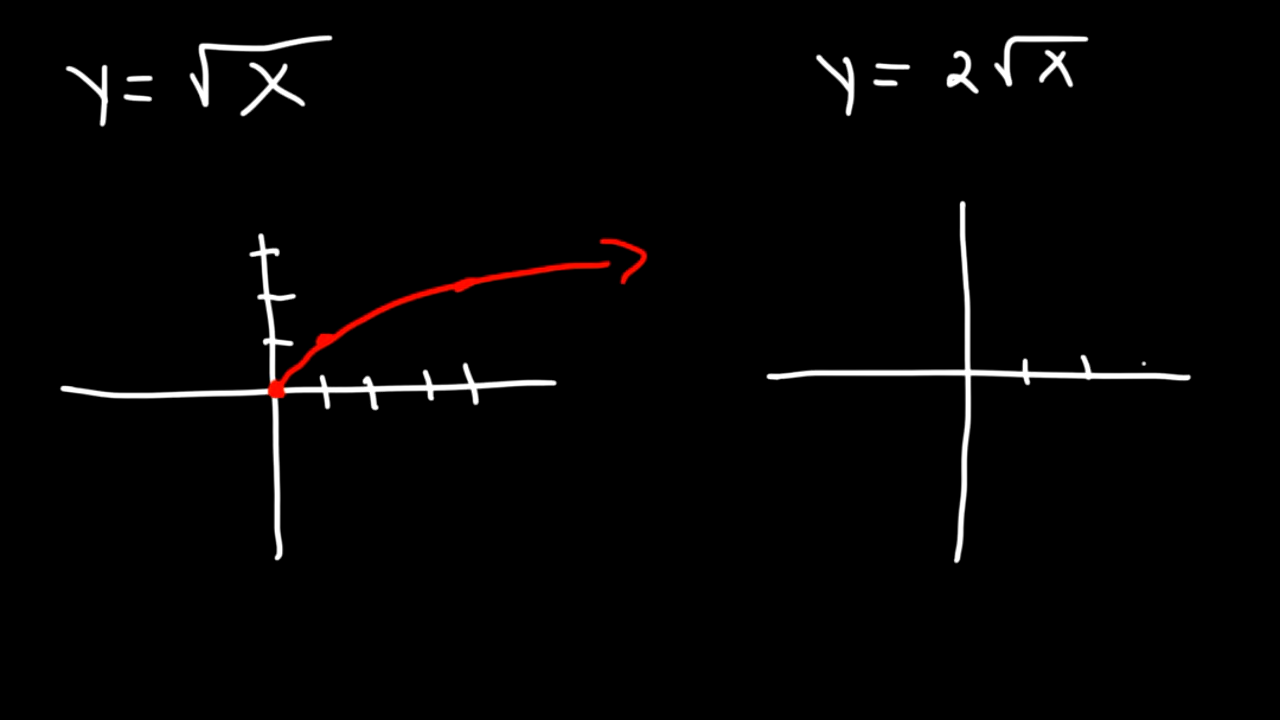 y = √x
y = 2√x